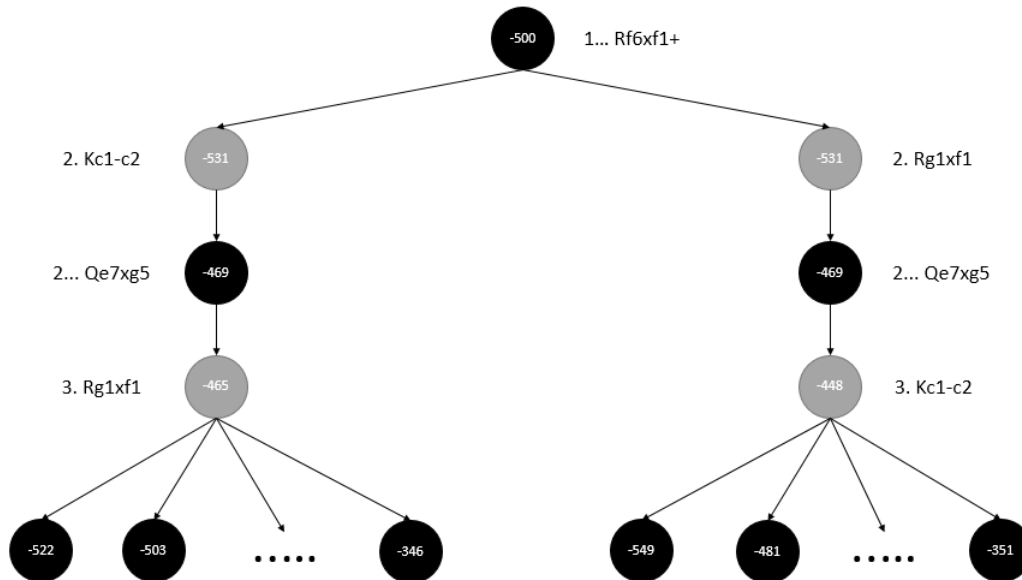 -500 1... Rf6xf1+
2. Kc1-c2 -531 -531 2. Rg1xf1
2... Qe7xg5 -469 -469 2... Qe7xg5
3. Rg1xf1 -465 -448 3. Kc1-c2
-522 -503 ..... -346 -549 -481 ..... -351